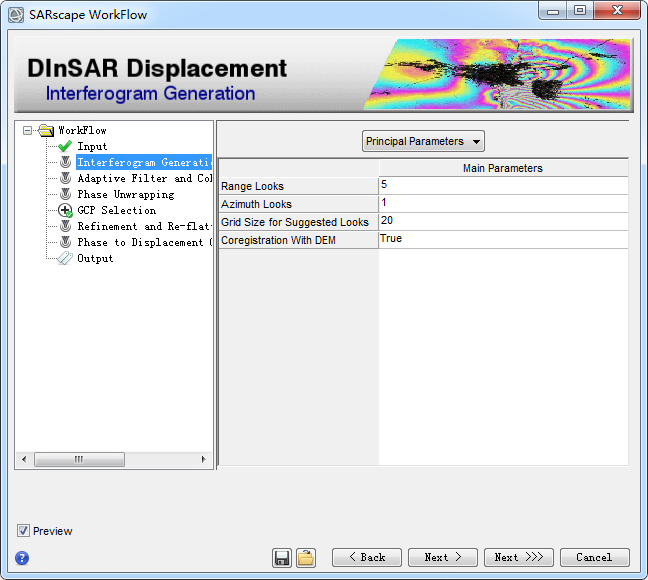 SARscape WorkFlow
DInSAR Displacement
Interferogram Generation
WorkFlow
Input
Interferogram Generati
Adaptive Filter and Co
Phase Unwrapping
GCP Selection
Refinement and Re-flat
Phase to Displacement
Output
Principal Parameters
Main Parameters
Range Looks 5
Azimuth Looks 1
Grid Size for Suggested Looks 20
Coregistration With DEM True
Preview
?
< Back Next > Next >>> Cancel